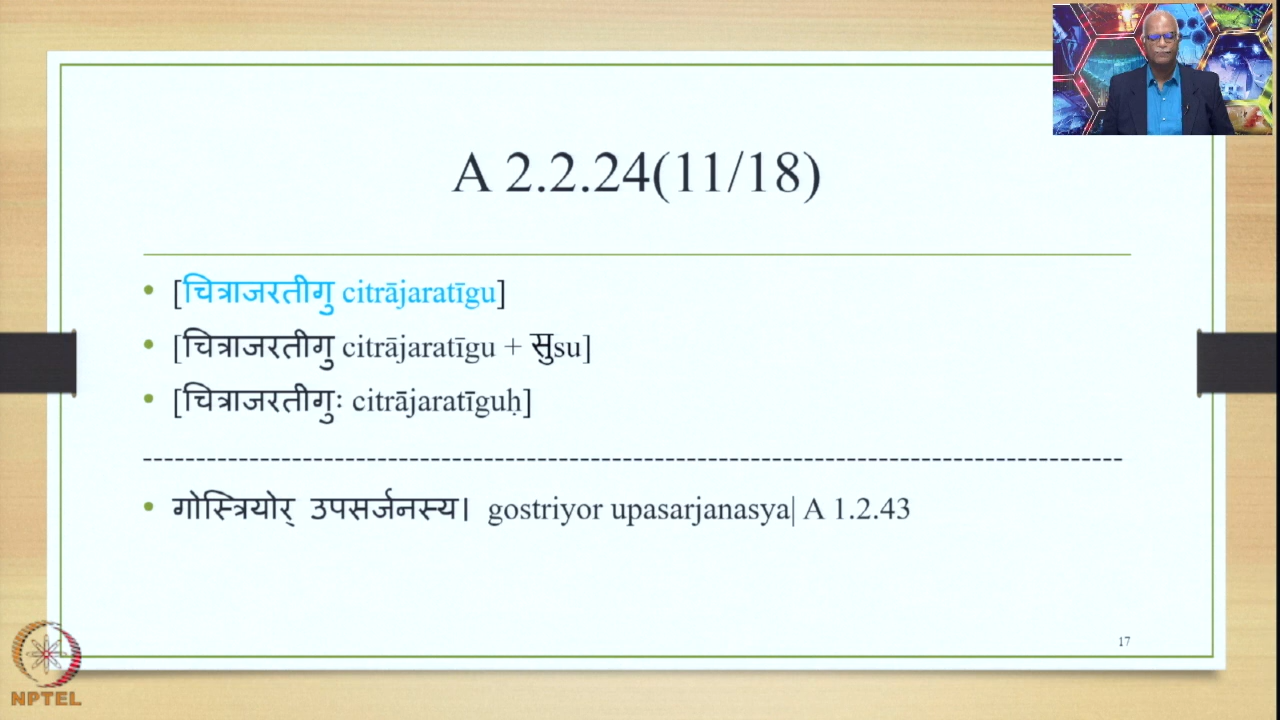 A 2.2.24(11/18)
• [चित्राजरतीगु citrājaratīgu]
• [चित्राजरतीगु citrājaratīgu + सुsu]
• [चित्राजरतीगुः citrājaratīguḥ]
---------------------------------------------------------------------------------------------
• गोस्त्रियोर् उपसर्जनस्य। gostriyor upasarjanasya| A 1.2.43
17
NPTEL